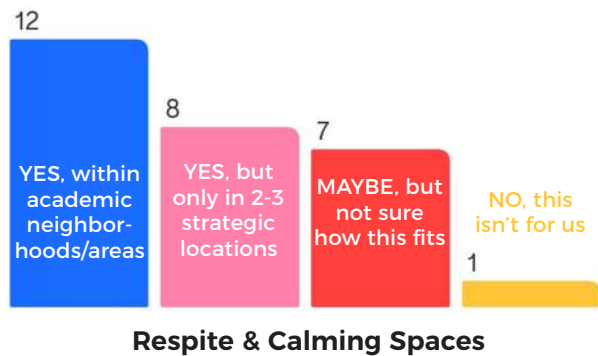 12
YES, within
academic
neighbor-
hoods/areas
8
YES, but
only in 2-3
strategic
locations
7
MAYBE, but
not sure
how this fits
NO, this
isn't for us
1
Respite & Calming Spaces